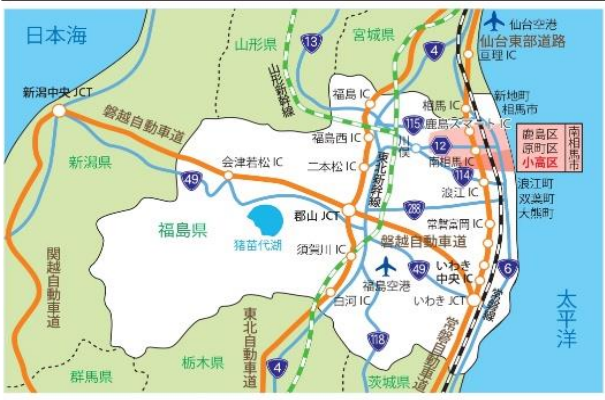 日本海
山形県
宮城県
仙台空港
仙台東部道路
亘理 IC
13
4
山形新幹線
新潟中央 JCT
福島 IC
相馬 IC
新地町
相馬市
磐越自動車道
115
鹿島スマート IC
鹿島区
原町区
小高区
南相馬市
福島西 IC
川俣
12
新潟県
会津若松 IC
二本松 IC
東北新幹線
南相馬 IC
114
49
浪江 IC
浪江町
双葉町
大熊町
郡山 JCT
288
福島県
猪苗代湖
磐越自動車道
常磐富岡 IC
須賀川 IC
関越自動車道
福島空港
49
いわき
中央 IC
6
白河 IC
いわき JCT
常磐線
太平洋
東北自動車道
118
常磐自動車道
栃木県
4
群馬県
茨城県